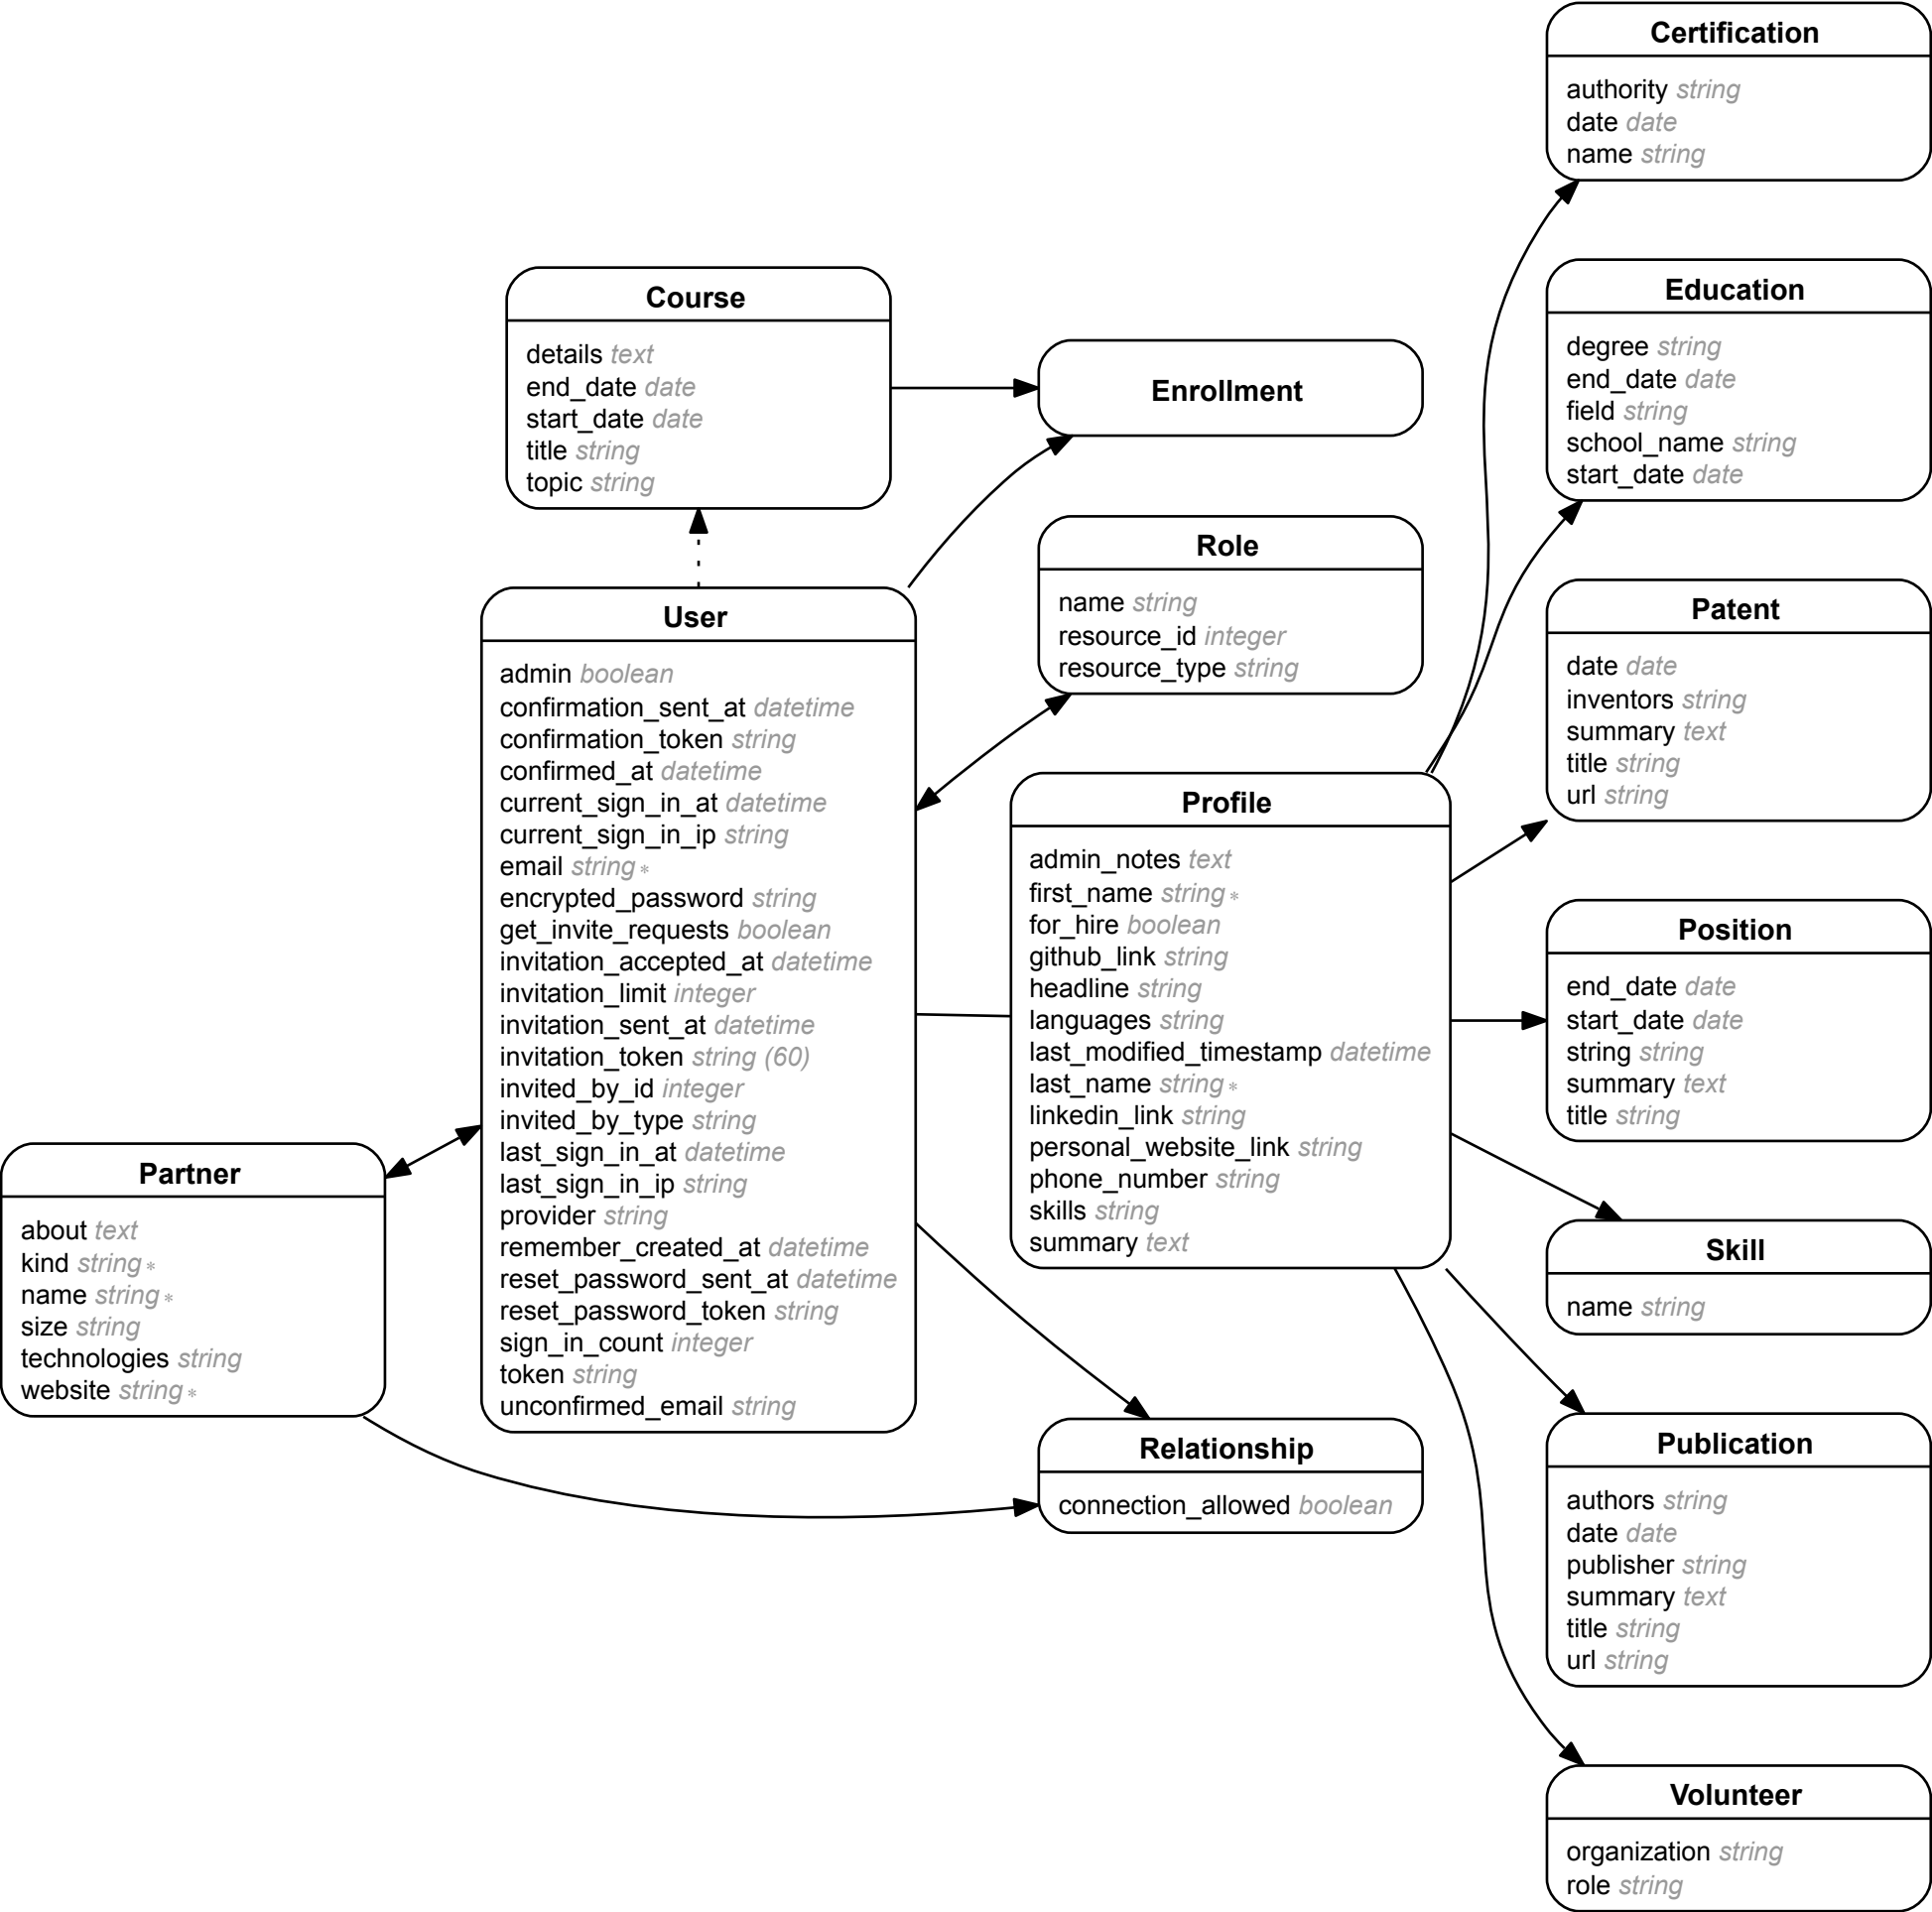 Certification
authority string
date date
name string
Education
degree string
end_date date
field string
school_name string
start_date date
Course
details text
end_date date
start_date date
title string
topic string
Enrollment
Role
name string
resource_id integer
resource_type string
Patent
date date
inventors string
summary text
title string
url string
User
admin boolean
confirmation_sent_at datetime
confirmation_token string
confirmed_at datetime
current_sign_in_at datetime
current_sign_in_ip string
email string *
encrypted_password string
get_invite_requests boolean
invitation_accepted_at datetime
invitation_limit integer
invitation_sent_at datetime
invitation_token string (60)
invited_by_id integer
invited_by_type string
last_sign_in_at datetime
last_sign_in_ip string
provider string
remember_created_at datetime
reset_password_sent_at datetime
reset_password_token string
sign_in_count integer
token string
unconfirmed_email string
Profile
admin_notes text
first_name string *
for_hire boolean
github_link string
headline string
languages string
last_modified_timestamp datetime
last_name string *
linkedin_link string
personal_website_link string
phone_number string
skills string
summary text
Position
end_date date
start_date date
string string
summary text
title string
Partner
about text
kind string *
name string *
size string
technologies string
website string *
Skill
name string
Relationship
connection_allowed boolean
Publication
authors string
date date
publisher string
summary text
title string
url string
Volunteer
organization string
role string